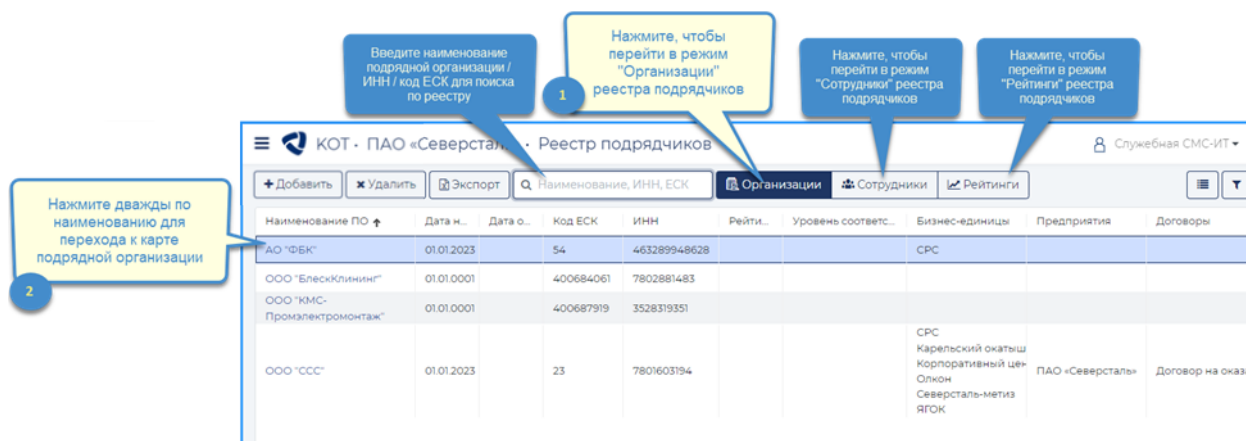 Введите наименование
подрядной организации /
ИНН / код ЕСК для поиска
по реестру
Нажмите, чтобы
перейти в режим
"Организации"
реестра подрядчиков
1
Нажмите, чтобы
перейти в режим
"Сотрудники" реестра
подрядчиков
Нажмите, чтобы
перейти в режим
"Рейтинги" реестра
подрядчиков
КОТ · ПАО «Северсталь» · Реестр подрядчиков
Служебная СМС-ИТ
Добавить Удалить Экспорт Наименование, ИНН, ЕСК Организации Сотрудники Рейтинги
Нажмите дважды по
наименованию для
перехода к карте
подрядной организации
2
Наименование ПО Дата н... Дата о... Код ЕСК ИНН Рейти... Уровень соответс... Бизнес-единицы Предприятия Договоры
АО "ФБК" 01.01.2023 54 463289948628 СРС
ООО "БлескКлининг" 01.01.0001 400684061 7802881483
ООО "КМС-
Промэлектромонтаж" 01.01.0001 400687919 3528319351
ООО "ССС" 01.01.2023 23 7801603194
СРС
Карельский окатыш
Корпоративный цен
Олкон
Северсталь-метиз
ЯГОК
ПАО «Северсталь» Договор на оказ